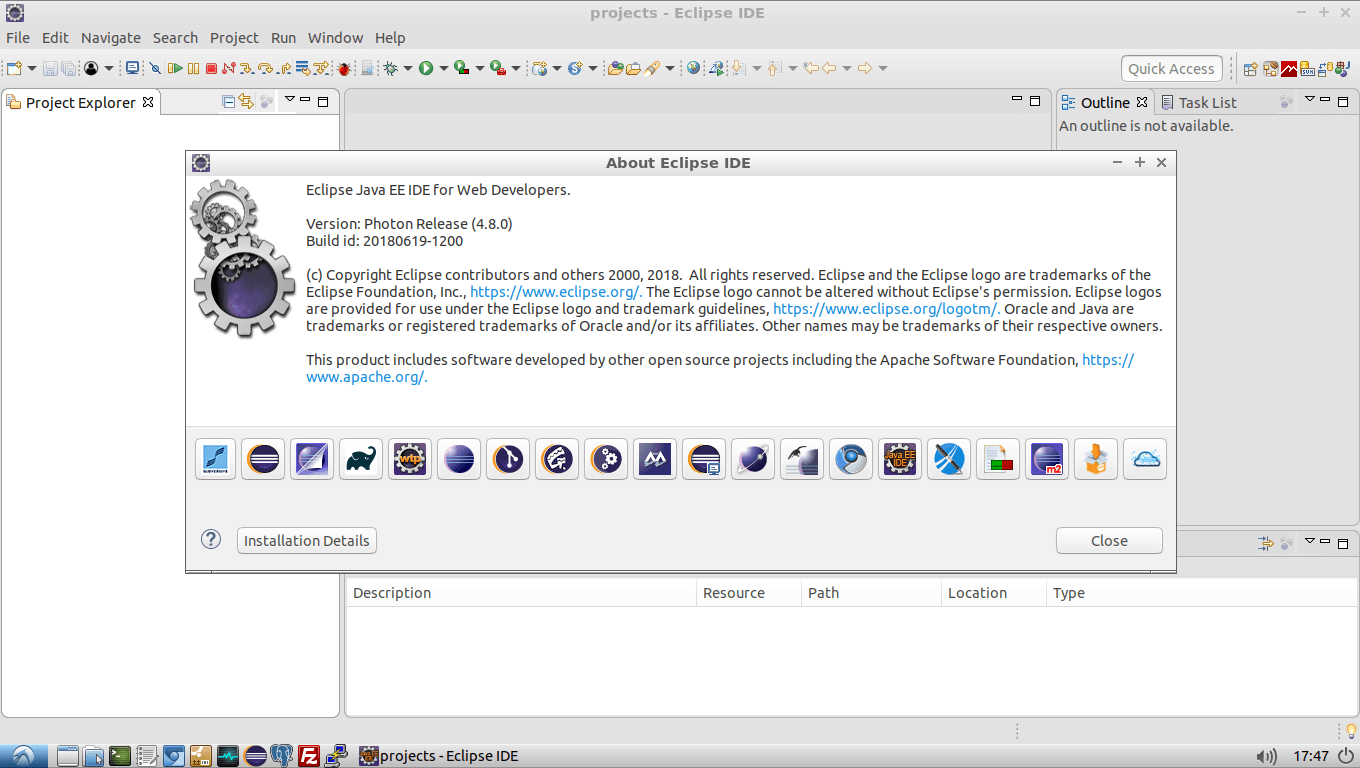 projects - Eclipse IDE
File Edit Navigate Search Project Run Window Help
Quick Access
Project Explorer
Outline Task List
An outline is not available.
About Eclipse IDE
Eclipse Java EE IDE for Web Developers.
Version: Photon Release (4.8.0)
Build id: 20180619-1200
(c) Copyright Eclipse contributors and others 2000, 2018.  All rights reserved. Eclipse and the Eclipse logo are trademarks of the
Eclipse Foundation, Inc., https://www.eclipse.org/. The Eclipse logo cannot be altered without Eclipse's permission. Eclipse logos
are provided for use under the Eclipse logo and trademark guidelines, https://www.eclipse.org/logotm/. Oracle and Java are
trademarks or registered trademarks of Oracle and/or its affiliates. Other names may be trademarks of their respective owners.
This product includes software developed by other open source projects including the Apache Software Foundation, https://
www.apache.org/.
wtp
Java EE
IDE
m2
? Installation Details Close
Description Resource Path Location Type
projects - Eclipse IDE 17:47